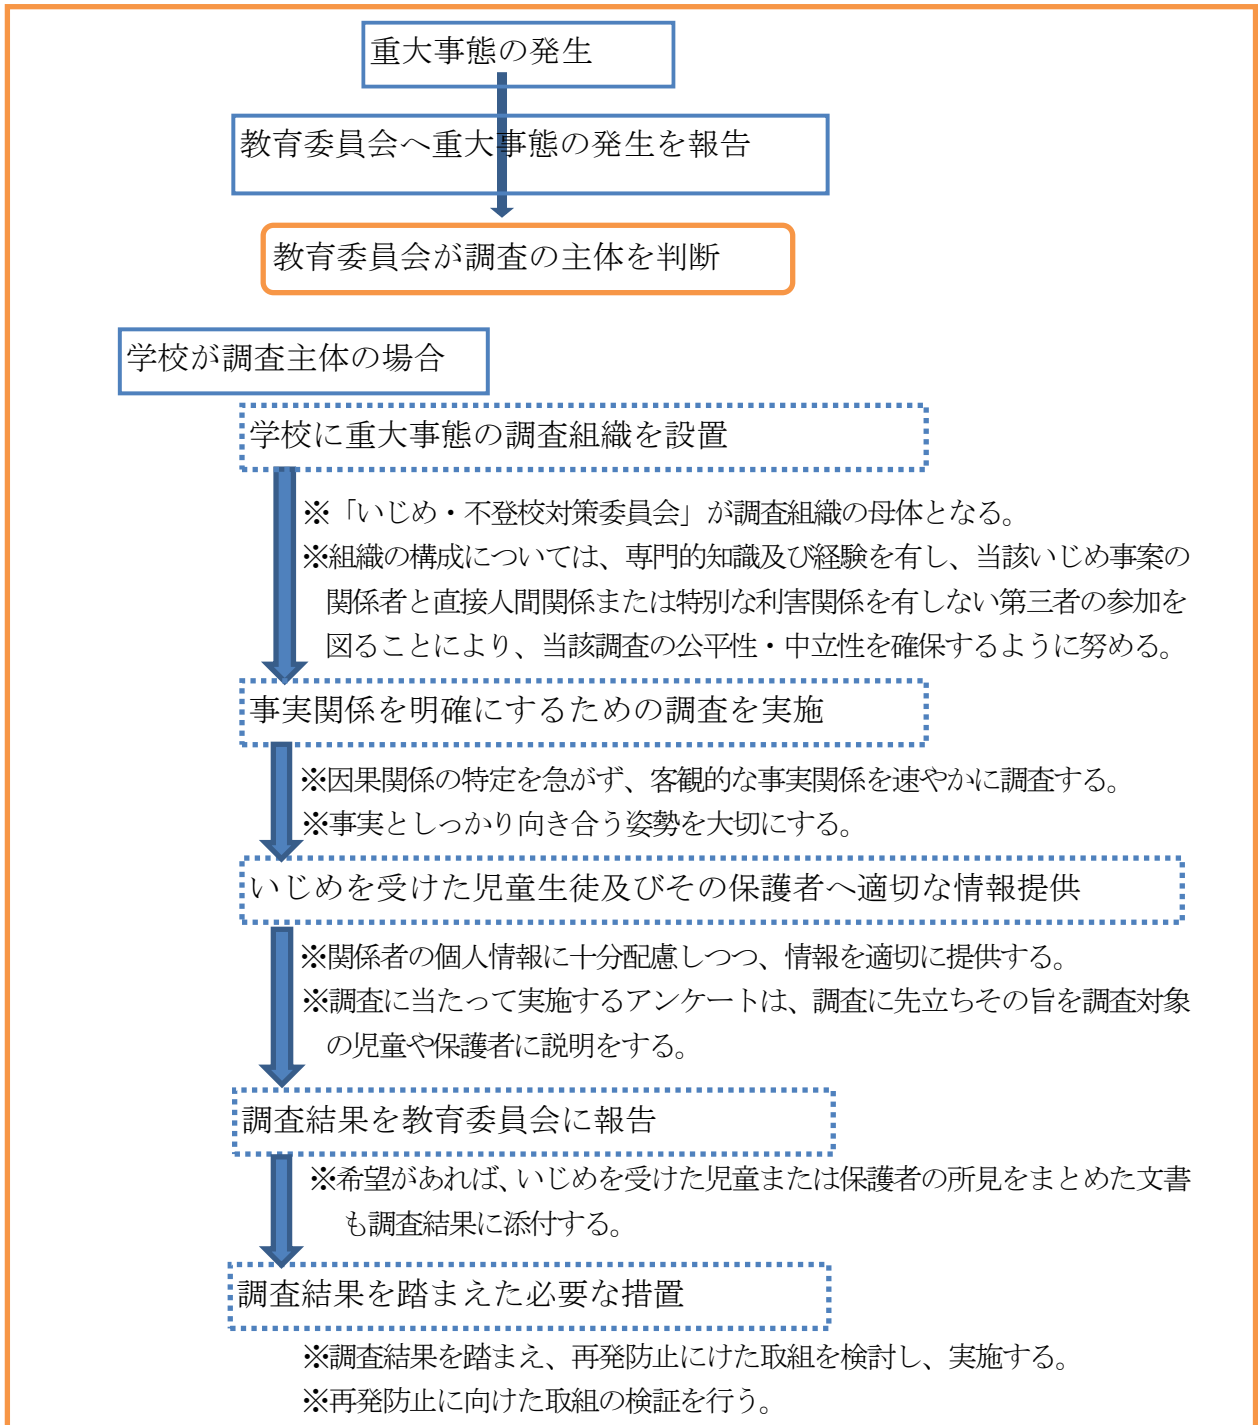 重大事態の発生
教育委員会へ重大事態の発生を報告
教育委員会が調査の主体を判断
学校が調査主体の場合
学校に重大事態の調査組織を設置
※「いじめ・不登校対策委員会」が調査組織の母体となる。
※組織の構成については、専門的知識及び経験を有し、当該いじめ事案の
関係者と直接人間関係または特別な利害関係を有しない第三者の参加を
図ることにより、当該調査の公平性・中立性を確保するように努める。
事実関係を明確にするための調査を実施
※因果関係の特定を急がず、客観的な事実関係を速やかに調査する。
※事実としっかり向き合う姿勢を大切にする。
いじめを受けた児童生徒及びその保護者へ適切な情報提供
※関係者の個人情報に十分配慮しつつ、情報を適切に提供する。
※調査に当たって実施するアンケートは、調査に先立ちその旨を調査対象
の児童や保護者に説明をする。
調査結果を教育委員会に報告
※希望があれば、いじめを受けた児童または保護者の所見をまとめた文書
も調査結果に添付する。
調査結果を踏まえた必要な措置
※調査結果を踏まえ、再発防止にけた取組を検討し、実施する。
※再発防止に向けた取組の検証を行う。